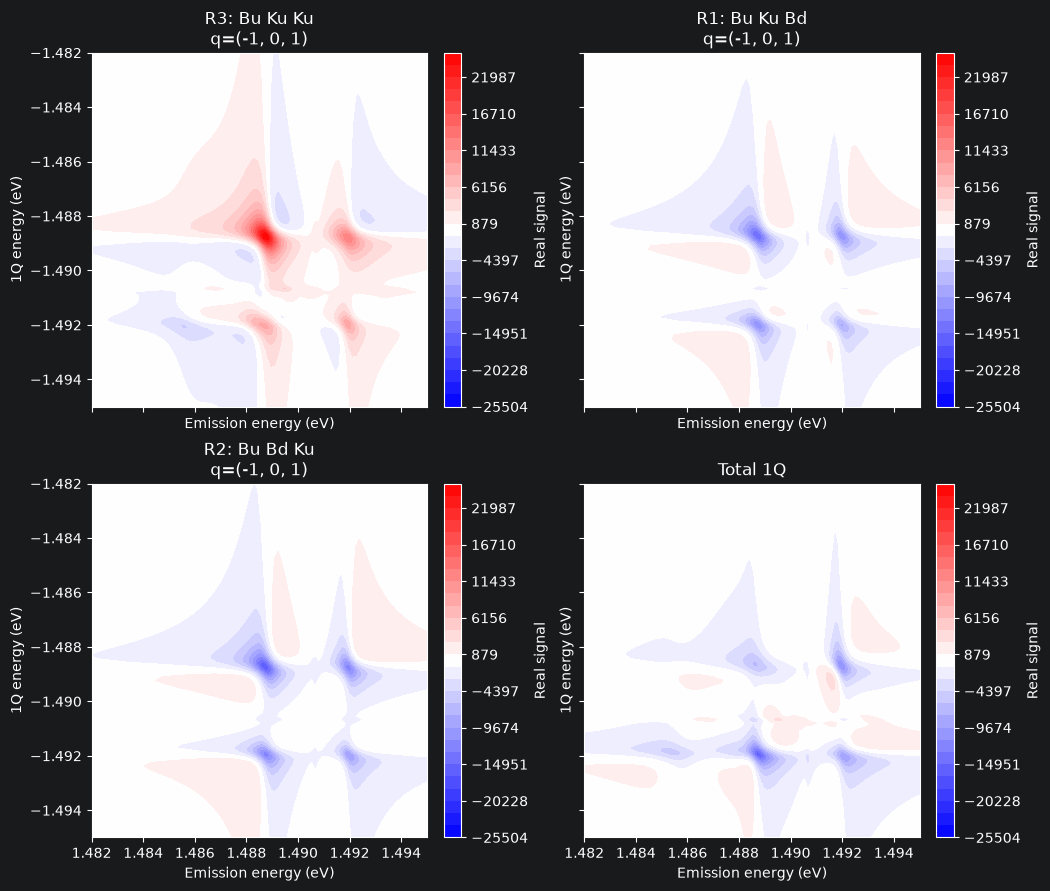 R3: Bu Ku Ku
q=(-1, 0, 1)
−1.482
−1.484
−1.486
−1.488
−1.490
−1.492
−1.494
1Q energy (eV)
Emission energy (eV)
21987
16710
11433
6156
879
−4397
−9674
−14951
−20228
−25504
Real signal
R1: Bu Ku Bd
q=(-1, 0, 1)
1Q energy (eV)
Emission energy (eV)
21987
16710
11433
6156
879
−4397
−9674
−14951
−20228
−25504
Real signal
R2: Bu Bd Ku
q=(-1, 0, 1)
−1.482
−1.484
−1.486
−1.488
−1.490
−1.492
−1.494
1Q energy (eV)
1.482 1.484 1.486 1.488 1.490 1.492 1.494
Emission energy (eV)
21987
16710
11433
6156
879
−4397
−9674
−14951
−20228
−25504
Real signal
Total 1Q
1Q energy (eV)
1.482 1.484 1.486 1.488 1.490 1.492 1.494
Emission energy (eV)
21987
16710
11433
6156
879
−4397
−9674
−14951
−20228
−25504
Real signal